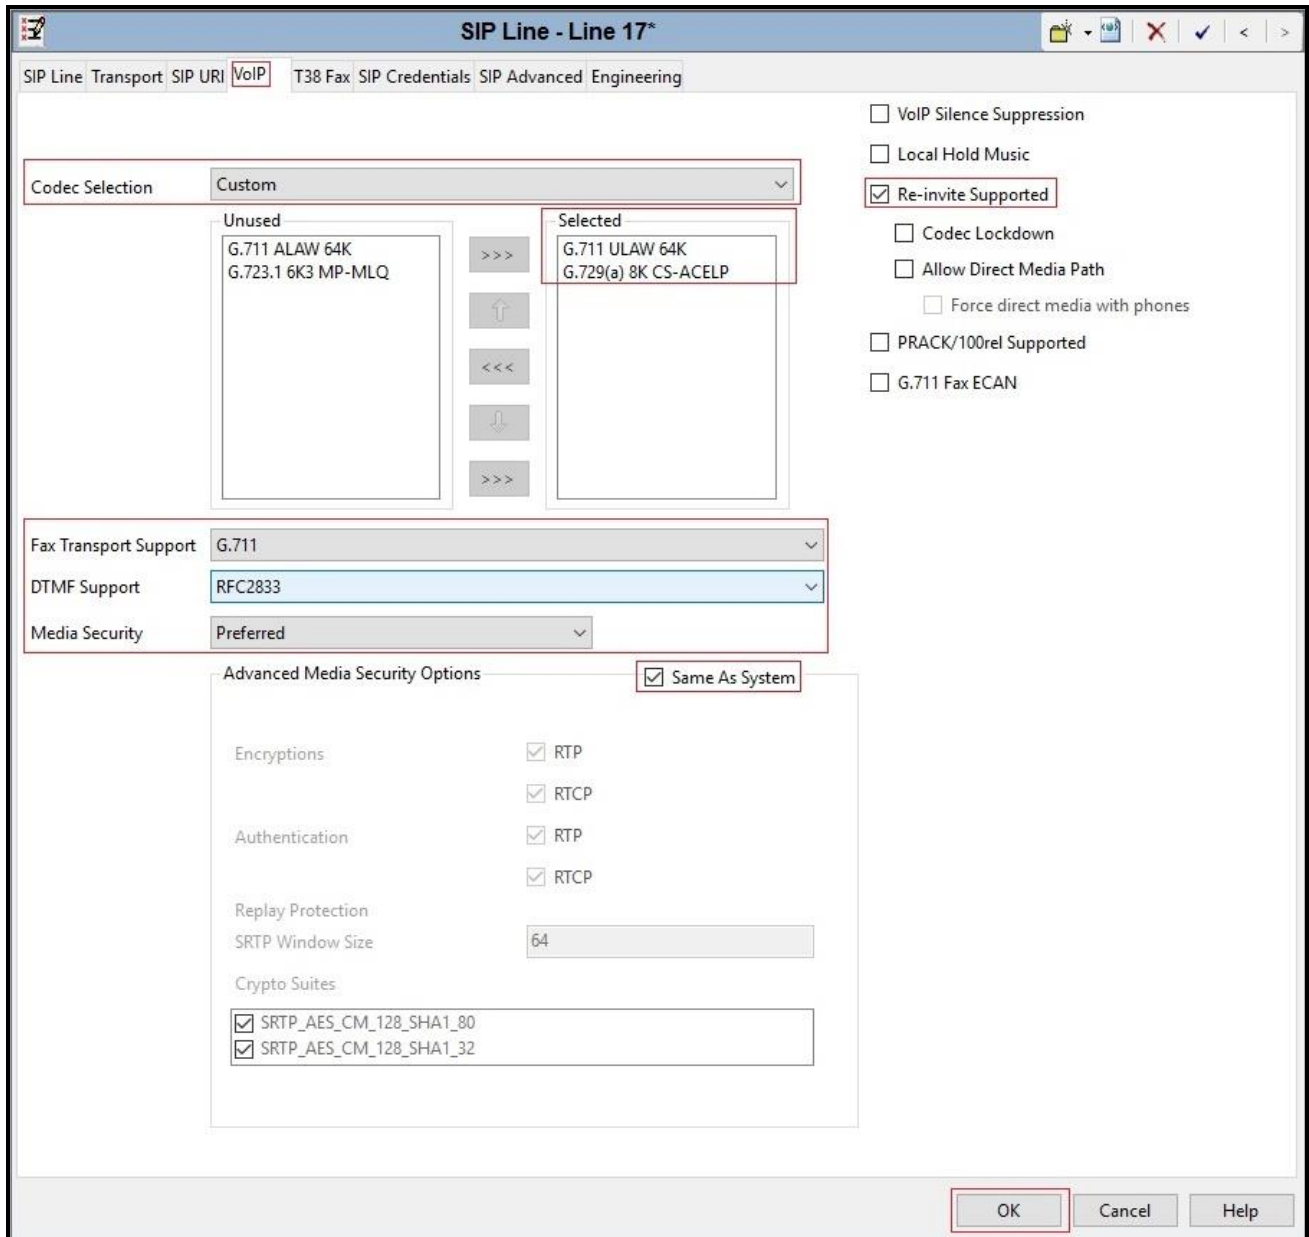 SIP Line - Line 17*
< >
SIP Line Transport SIP URI VoIP T38 Fax SIP Credentials SIP Advanced Engineering
VoIP Silence Suppression
Local Hold Music
Codec Selection Custom
Re-invite Supported
Unused Selected
Codec Lockdown
G.711 ALAW 64K >>> G.711 ULAW 64K
G.723.1 6K3 MP-MLQ G.729(a) 8K CS-ACELP
Allow Direct Media Path
Force direct media with phones
PRACK/100rel Supported
<<<
G.711 Fax ECAN
>>>
Fax Transport Support G.711
DTMF Support RFC2833
Media Security Preferred
Advanced Media Security Options Same As System
Encryptions RTP
RTCP
Authentication RTP
RTCP
Replay Protection
SRTP Window Size 64
Crypto Suites
SRTP_AES_CM_128_SHA1_80
SRTP_AES_CM_128_SHA1_32
OK Cancel Help